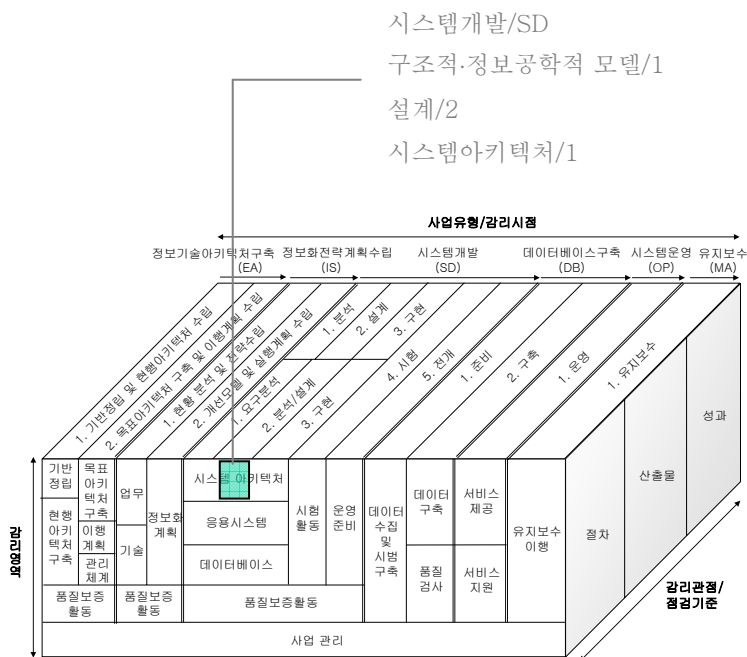 시스템개발/SD
구조적·정보공학적 모델/1
설계/2
시스템아키텍처/1
사업유형/감리시점
정보기술아키텍처구축
(EA)
정보화전략계획수립
(IS)
시스템개발
(SD)
데이터베이스구축
(DB)
시스템운영
(OP)
유지보수
(MA)
1. 기반정립 및 현행아키텍처 수립
2. 목표아키텍처 구축 및 이행계획 수립
1. 현황 분석 및 전략수립
2. 개선모델 및 실행계획 수립
1. 분석
2. 설계
3. 구현
1. 요구분석
2. 분석/설계
3. 구현
4. 시험
5. 전개
1. 준비
2. 구축
1. 운영
1. 유지보수
감리영역
기반
정립
현행
아키
텍처
구축
목표
아키
텍처
구축
이행
계획
관리
체계
업무
기술
정보화
계획
시스템 아키텍처
응용시스템
데이터베이스
시험
활동
운영
준비
데이터
수집
및
시범
구축
데이터
구축
품질
검사
서비스
제공
서비스
지원
유지보수
이행
품질보증
활동
품질보증
활동
품질보증활동
사업 관리
절차
산출물
성과
감리관점/
점검기준